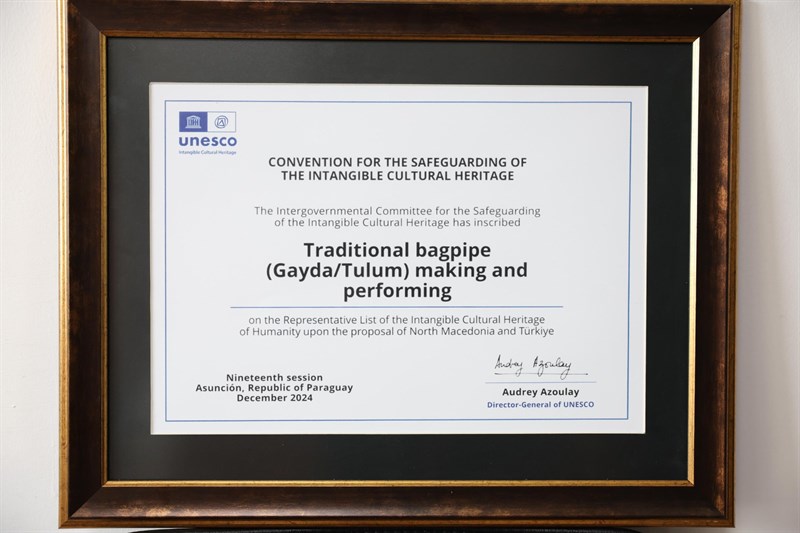 unesco
Intangible Cultural Heritage
CONVENTION FOR THE SAFEGUARDING OF
THE INTANGIBLE CULTURAL HERITAGE
The Intergovernmental Committee for the Safeguarding
of the Intangible Cultural Heritage has inscribed
Traditional bagpipe
(Gayda/Tulum) making and
performing
on the Representative List of the Intangible Cultural Heritage
of Humanity upon the proposal of North Macedonia and Türkiye
Nineteenth session
Asunción, Republic of Paraguay
December 2024
Audrey Azoulay
Audrey Azoulay
Director-General of UNESCO